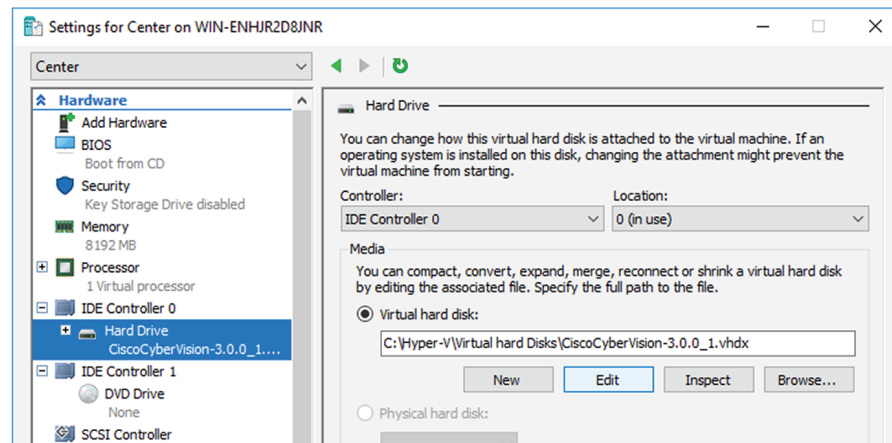 Settings for Center on WIN-ENHJR2D8JNR
Center
Hardware
Add Hardware
BIOS
Boot from CD
Security
Key Storage Drive disabled
Memory
8192 MB
Processor
1 Virtual processor
IDE Controller 0
Hard Drive
CiscoCyberVision-3.0.0_1....
IDE Controller 1
DVD Drive
None
SCSI Controller
Hard Drive
You can change how this virtual hard disk is attached to the virtual machine. If an
operating system is installed on this disk, changing the attachment might prevent the
virtual machine from starting.
Controller:
Location:
IDE Controller 0
0 (in use)
Media
You can compact, convert, expand, merge, reconnect or shrink a virtual hard disk
by editing the associated file. Specify the full path to the file.
Virtual hard disk:
C:\Hyper-V\Virtual hard Disks\CiscoCyberVision-3.0.0_1.vhdx
New
Edit
Inspect
Browse...
Physical hard disk: